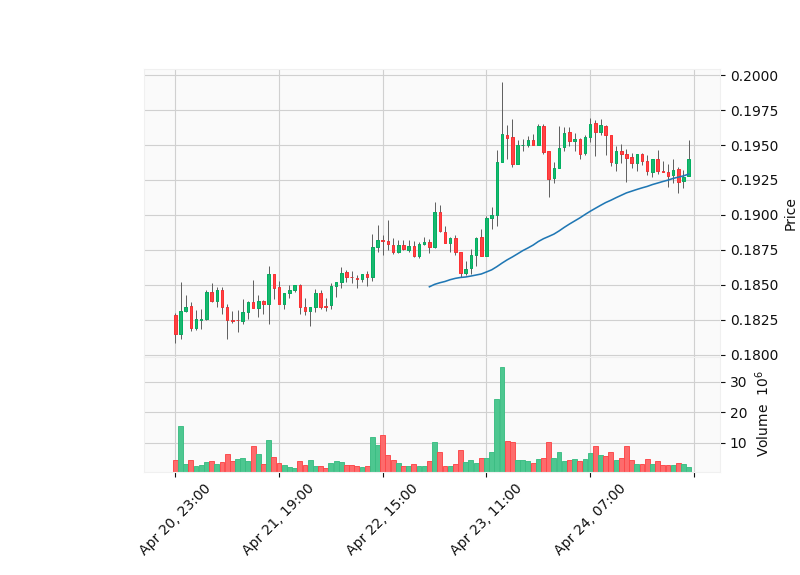 0.2000
0.1975
0.1950
0.1925
0.1900
0.1875
0.1850
0.1825
0.1800
Price
30
20
10
Volume 10^6
Apr 20, 23:00
Apr 21, 19:00
Apr 22, 15:00
Apr 23, 11:00
Apr 24, 07:00